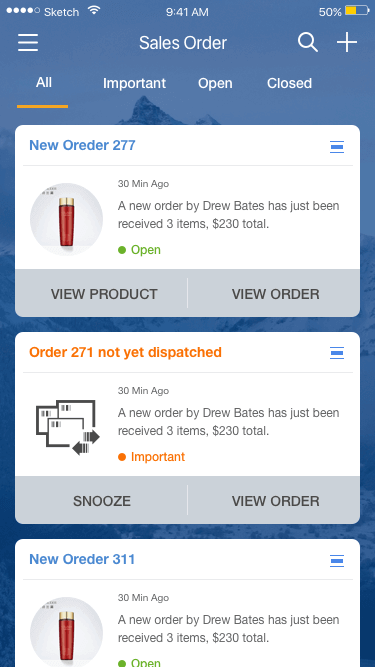 Sketch 9:41 AM 50%
Sales Order
All Important Open Closed
New Oreder 277
30 Min Ago
A new order by Drew Bates has just been
received 3 items, $230 total.
Open
VIEW PRODUCT VIEW ORDER
Order 271 not yet dispatched
30 Min Ago
A new order by Drew Bates has just been
received 3 items, $230 total.
Important
SNOOZE VIEW ORDER
New Oreder 311
30 Min Ago
A new order by Drew Bates has just been
received 3 items, $230 total.
Open